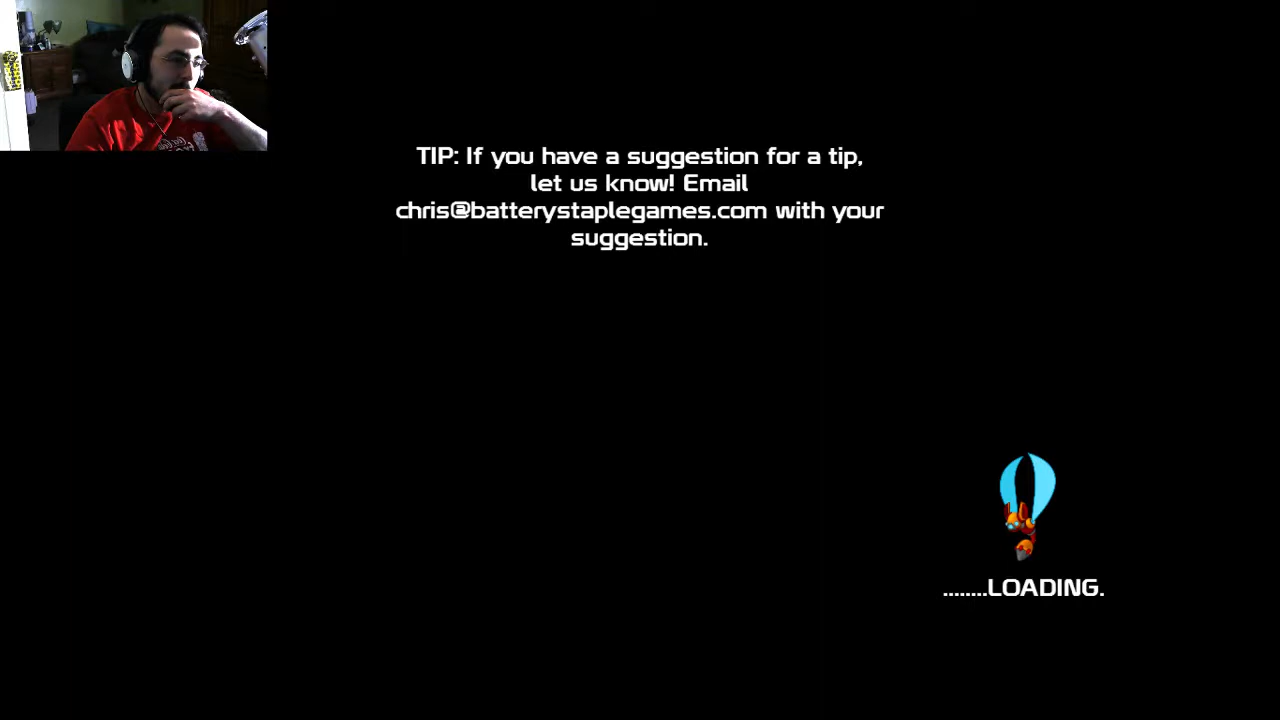 TIP: If you have a suggestion for a tip,
let us know! Email
chris@batterystaplegames.com with your
suggestion.
........LOADING.